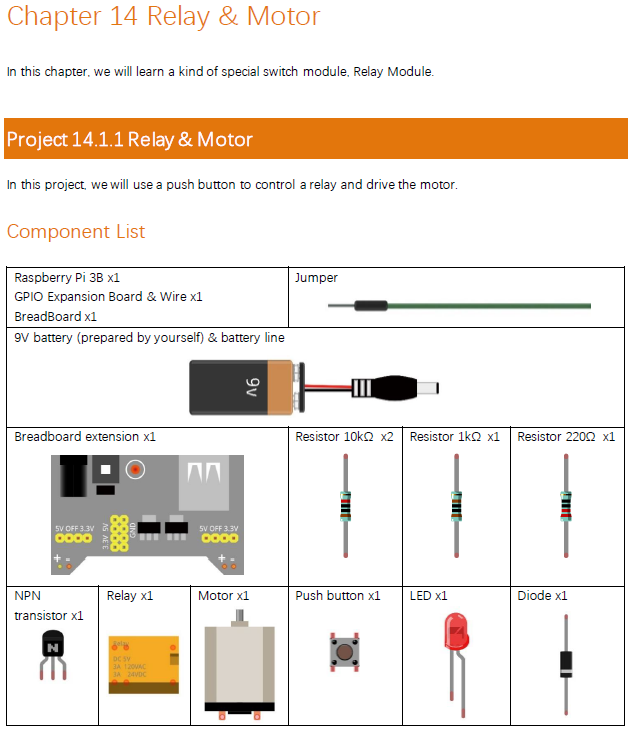 Chapter 14 Relay & Motor
In this chapter, we will learn a kind of special switch module, Relay Module.
Project 14.1.1 Relay & Motor
In this project, we will use a push button to control a relay and drive the motor.
Component List
Raspberry Pi 3B x1
GPIO Expansion Board & Wire x1
BreadBoard x1
Jumper
9V battery (prepared by yourself) & battery line
9V
Breadboard extension x1
5V OFF 3.3V
3.3V 5V
GND
5V OFF 3.3V
+ -
+ -
Resistor 10kΩ x2
Resistor 1kΩ x1
Resistor 220Ω x1
NPN
transistor x1
N
Relay x1
Relay
DC 5V
3A 120VAC
3A 24VDC
Motor x1
Push button x1
LED x1
Diode x1